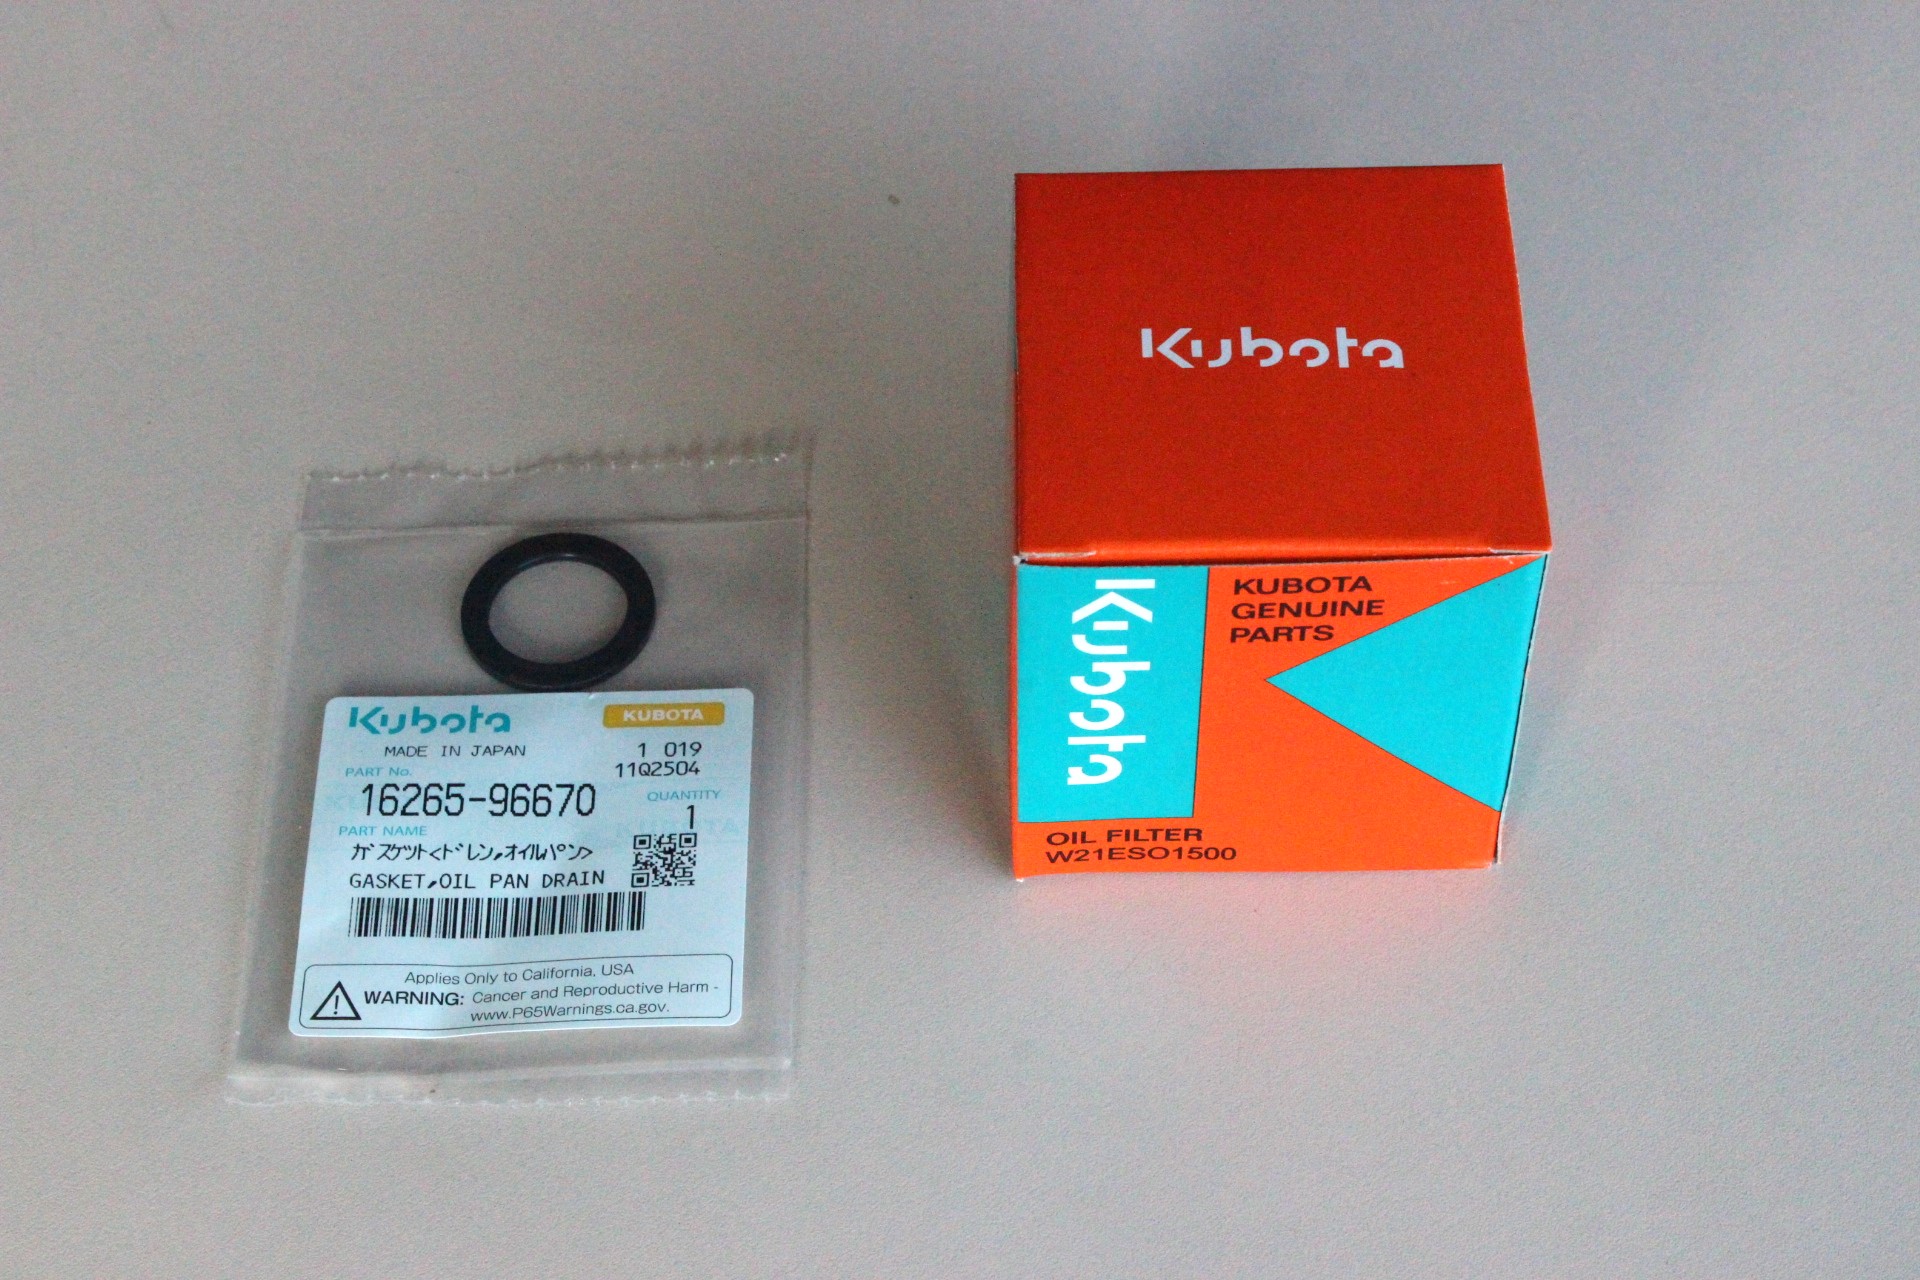 Kubota
KUBOTA
MADE IN JAPAN
1 019
11Q2504
PART No.
16265-96670
QUANTITY
1
PART NAME
ガスケット<ドレン,オイルパン>
GASKET,OIL PAN DRAIN
Applies Only to California, USA
WARNING: Cancer and Reproductive Harm -
www.P65Warnings.ca.gov.
Kubota
Kubota
KUBOTA
GENUINE
PARTS
OIL FILTER
W21ESO1500